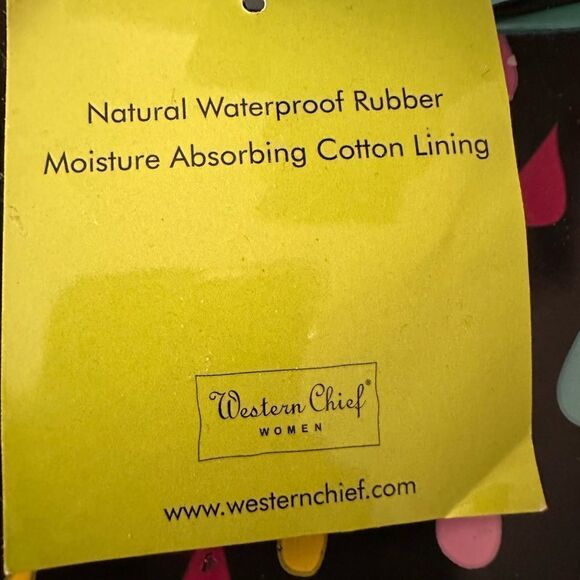 Natural Waterproof Rubber
Moisture Absorbing Cotton Lining
Western Chief®
WOMEN
www.westernchief.com